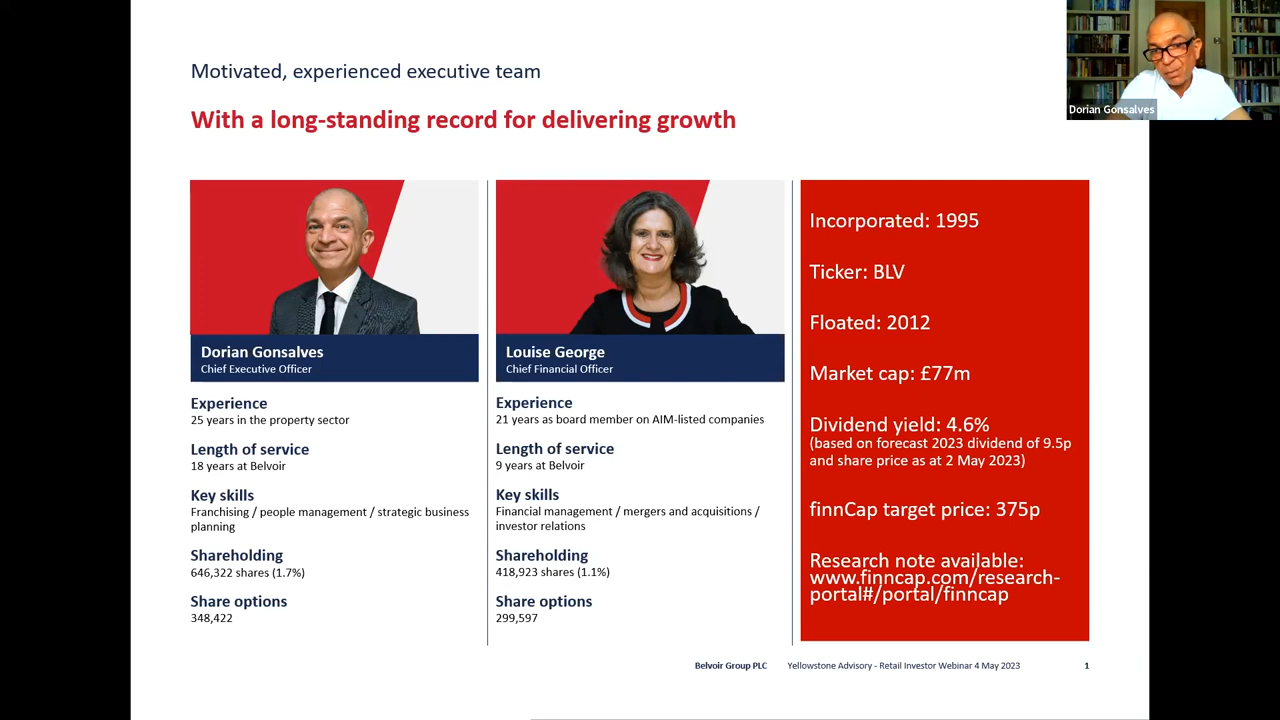 Motivated, experienced executive team
With a long-standing record for delivering growth
Dorian Gonsalves
Dorian Gonsalves
Chief Executive Officer
Experience
25 years in the property sector
Length of service
18 years at Belvoir
Key skills
Franchising / people management / strategic business
planning
Shareholding
646,322 shares (1.7%)
Share options
348,422
Louise George
Chief Financial Officer
Experience
21 years as board member on AIM-listed companies
Length of service
9 years at Belvoir
Key skills
Financial management / mergers and acquisitions /
investor relations
Shareholding
418,923 shares (1.1%)
Share options
299,597
Incorporated: 1995
Ticker: BLV
Floated: 2012
Market cap: £77m
Dividend yield: 4.6%
(based on forecast 2023 dividend of 9.5p
and share price as at 2 May 2023)
finnCap target price: 375p
Research note available:
www.finncap.com/research-
portal#/portal/finncap
Belvoir Group PLC Yellowstone Advisory - Retail Investor Webinar 4 May 2023 1